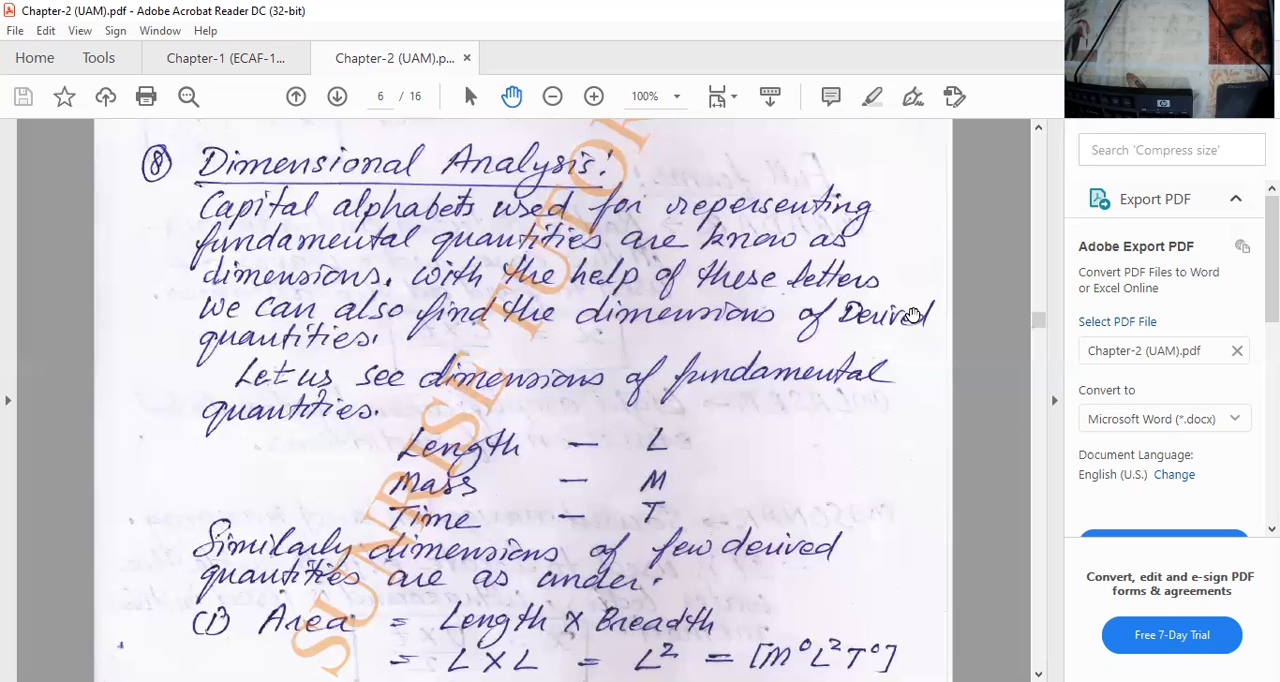 Chapter-2 (UAM).pdf - Adobe Acrobat Reader DC (32-bit)
File Edit View Sign Window Help
Home Tools Chapter-1 (ECAF-1... Chapter-2 (UAM).p... ×
6 / 16 100%
⑧ Dimensional Analysis:
Capital alphabets used for repersenting
fundamental quantities are know as
dimensions. With the help of these letters
we can also find the dimensions of Derived
quantities.
Let us see dimensions of fundamental
quantities.
Length — L
Mass — M
Time — T
Similarly dimensions of few derived
quantities are as under.
(1) Area = Length × Breadth
= L × L = L² = [M⁰L²T⁰]
SUNRISE TUTOR
hp
Search 'Compress size'
Export PDF
Adobe Export PDF
Convert PDF Files to Word
or Excel Online
Select PDF File
Chapter-2 (UAM).pdf
Convert to
Microsoft Word (*.docx)
Document Language:
English (U.S.) Change
Convert, edit and e-sign PDF
forms & agreements
Free 7-Day Trial